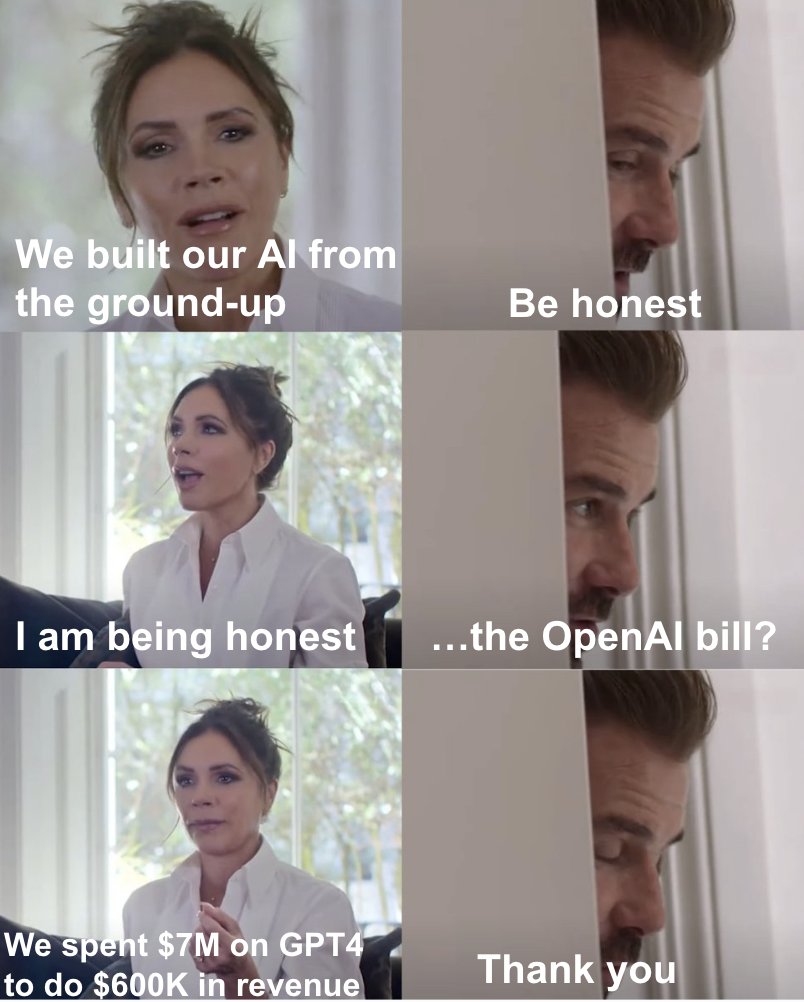 We built our AI from
the ground-up
Be honest
I am being honest
...the OpenAI bill?
We spent $7M on GPT4
to do $600K in revenue
Thank you